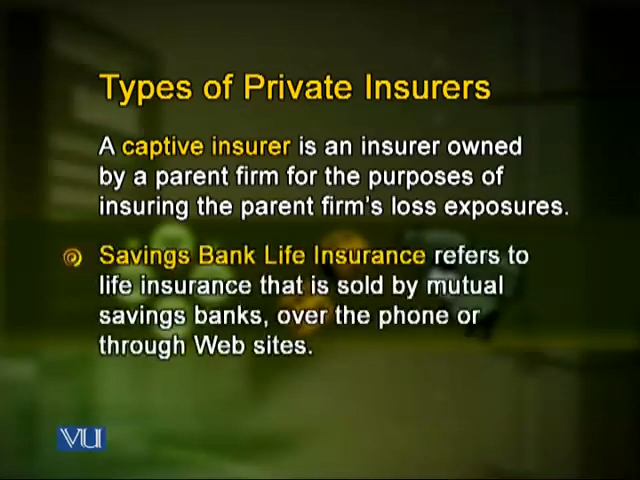 Types of Private Insurers
A captive insurer is an insurer owned
by a parent firm for the purposes of
insuring the parent firm's loss exposures.
Savings Bank Life Insurance refers to
life insurance that is sold by mutual
savings banks, over the phone or
through Web sites.
VU